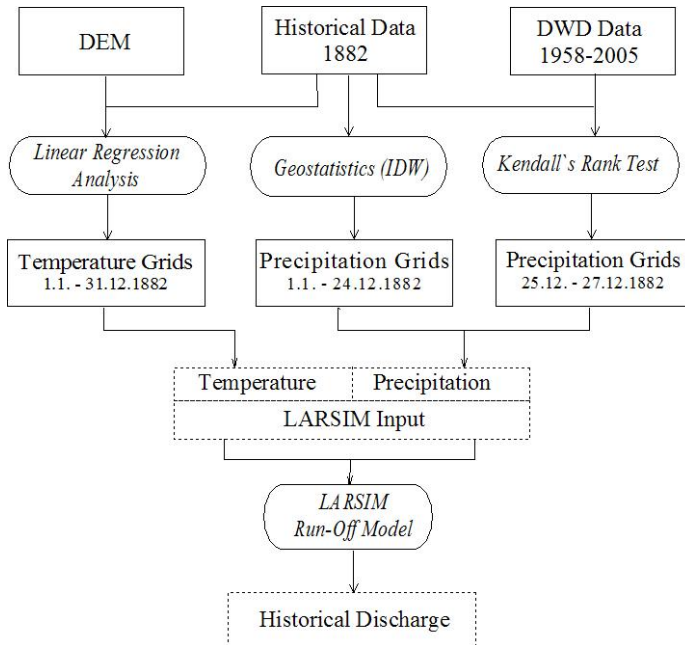 DEM
Historical Data
1882
DWD Data
1958-2005
Linear Regression
Analysis
Geostatistics (IDW)
Kendall`s Rank Test
Temperature Grids
1.1. - 31.12.1882
Precipitation Grids
1.1. - 24.12.1882
Precipitation Grids
25.12. - 27.12.1882
Temperature
Precipitation
LARSIM Input
LARSIM
Run-Off Model
Historical Discharge